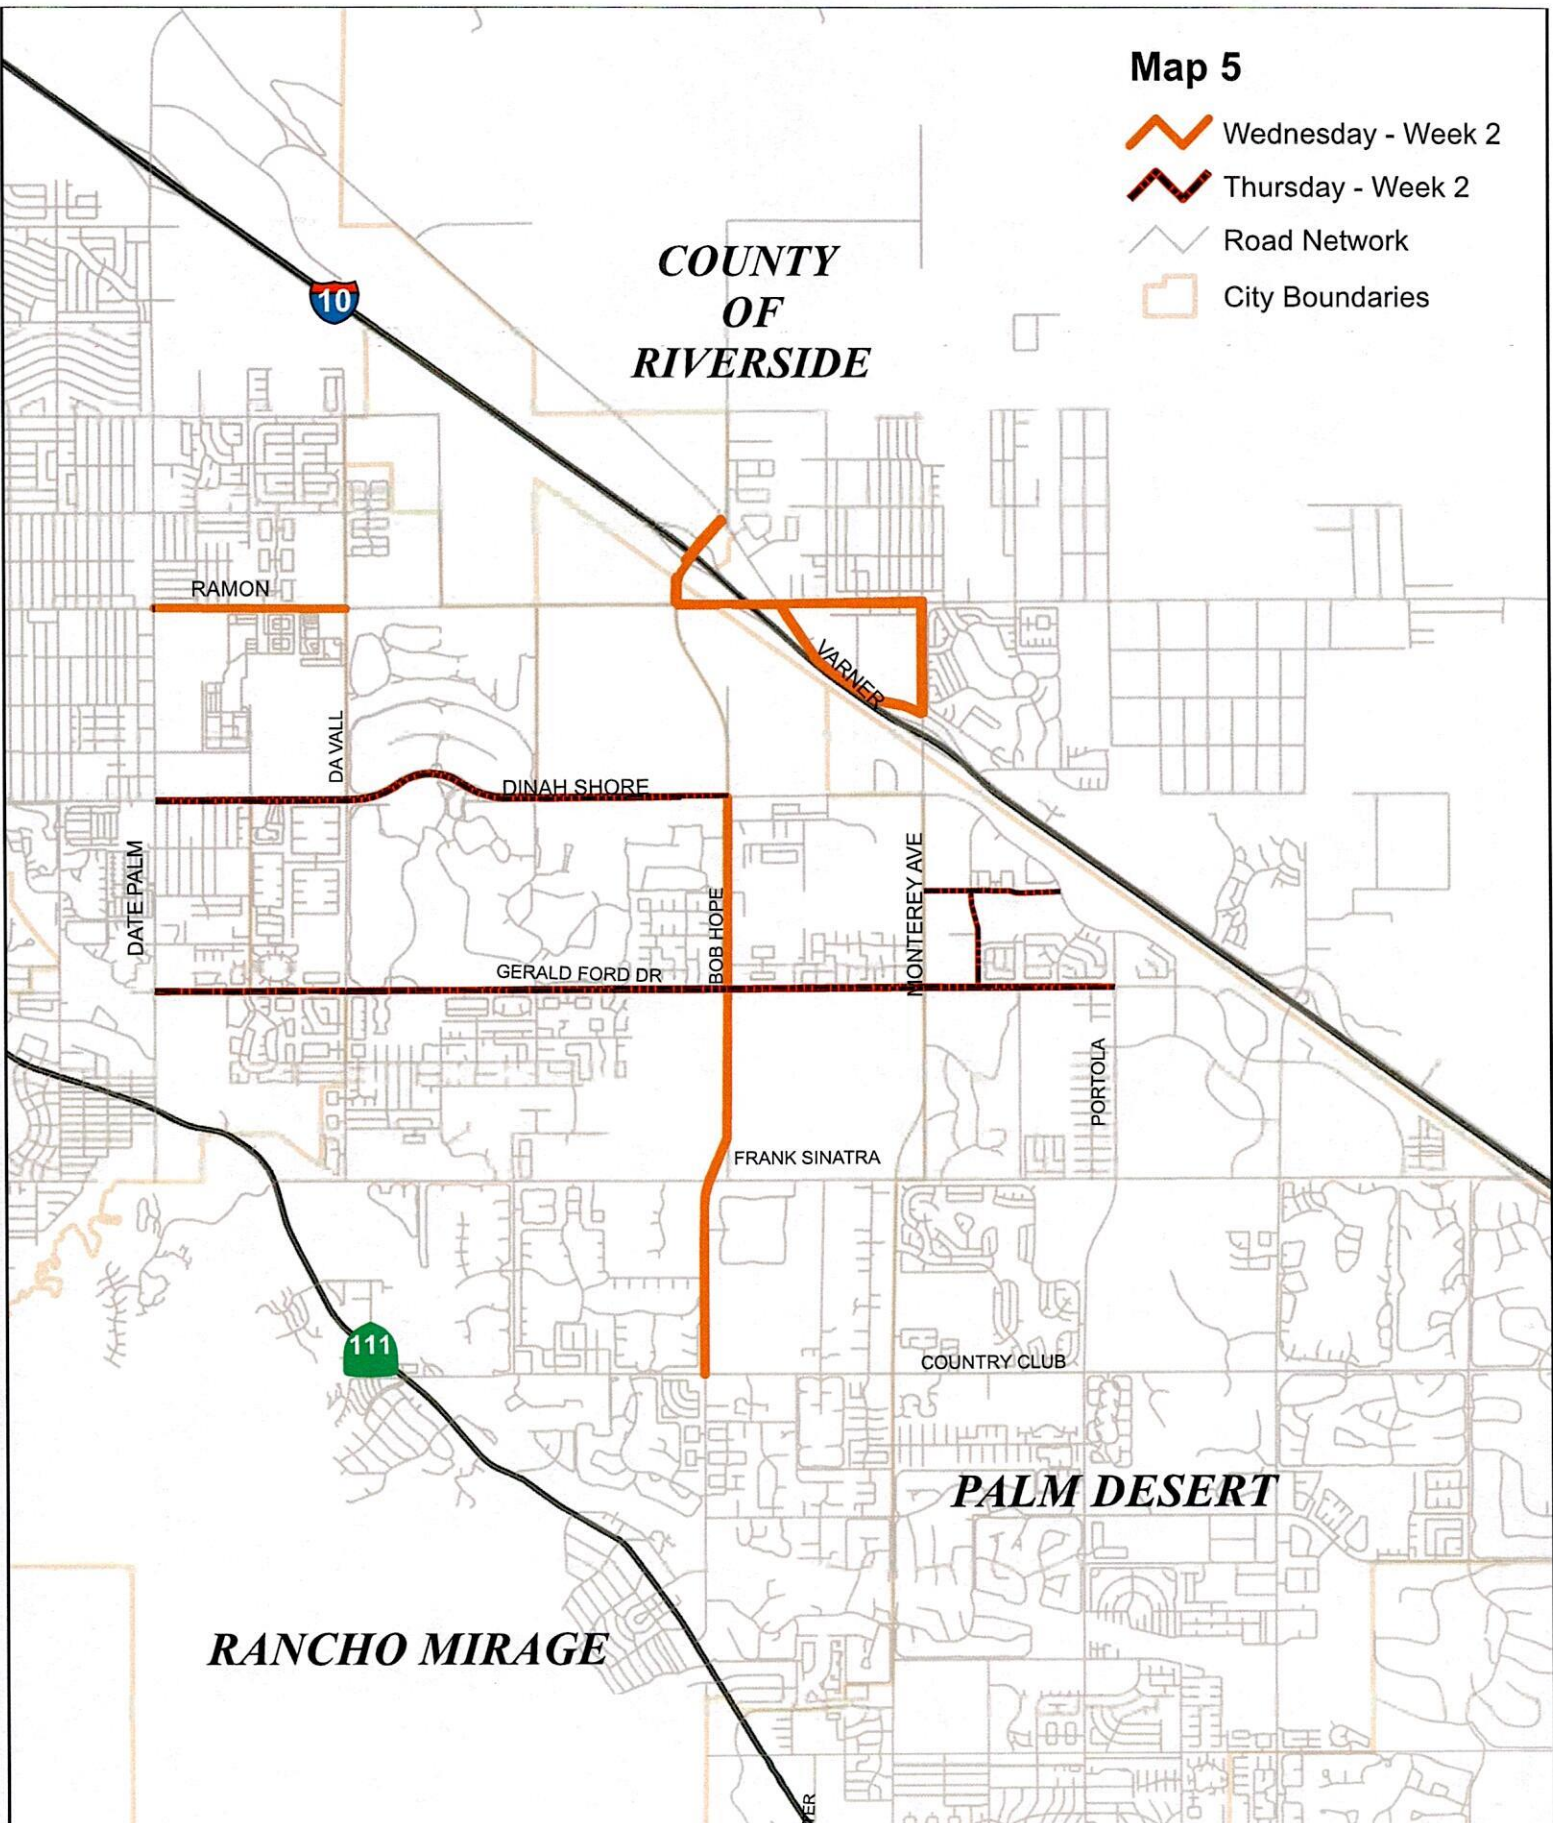 Map 5
Wednesday - Week 2
Thursday - Week 2
Road Network
City Boundaries
COUNTY
OF
RIVERSIDE
10
RAMON
VARNER
DA VALL
DINAH SHORE
DATE PALM
BOB HOPE
MONTEREY AVE
GERALD FORD DR
PORTOLA
FRANK SINATRA
111
COUNTRY CLUB
PALM DESERT
RANCHO MIRAGE
ER